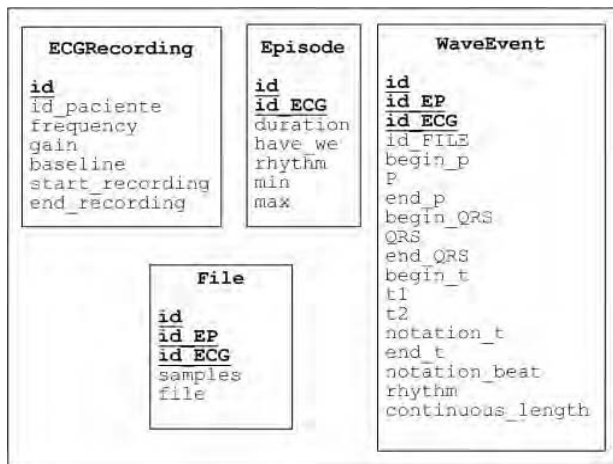 ECGRecording
id
id_paciente
frequency
gain
baseline
start_recording
end_recording
Episode
id
id_ECG
duration
have_we
rhythm
min
max
WaveEvent
id
id_EP
id_ECG
id_FILE
begin_p
P
end_p
begin_QRS
QRS
end_QRS
begin_t
t1
t2
notation_t
end_t
notation_beat
rhythm
continuous_length
File
id
id_EP
id_ECG
samples
file